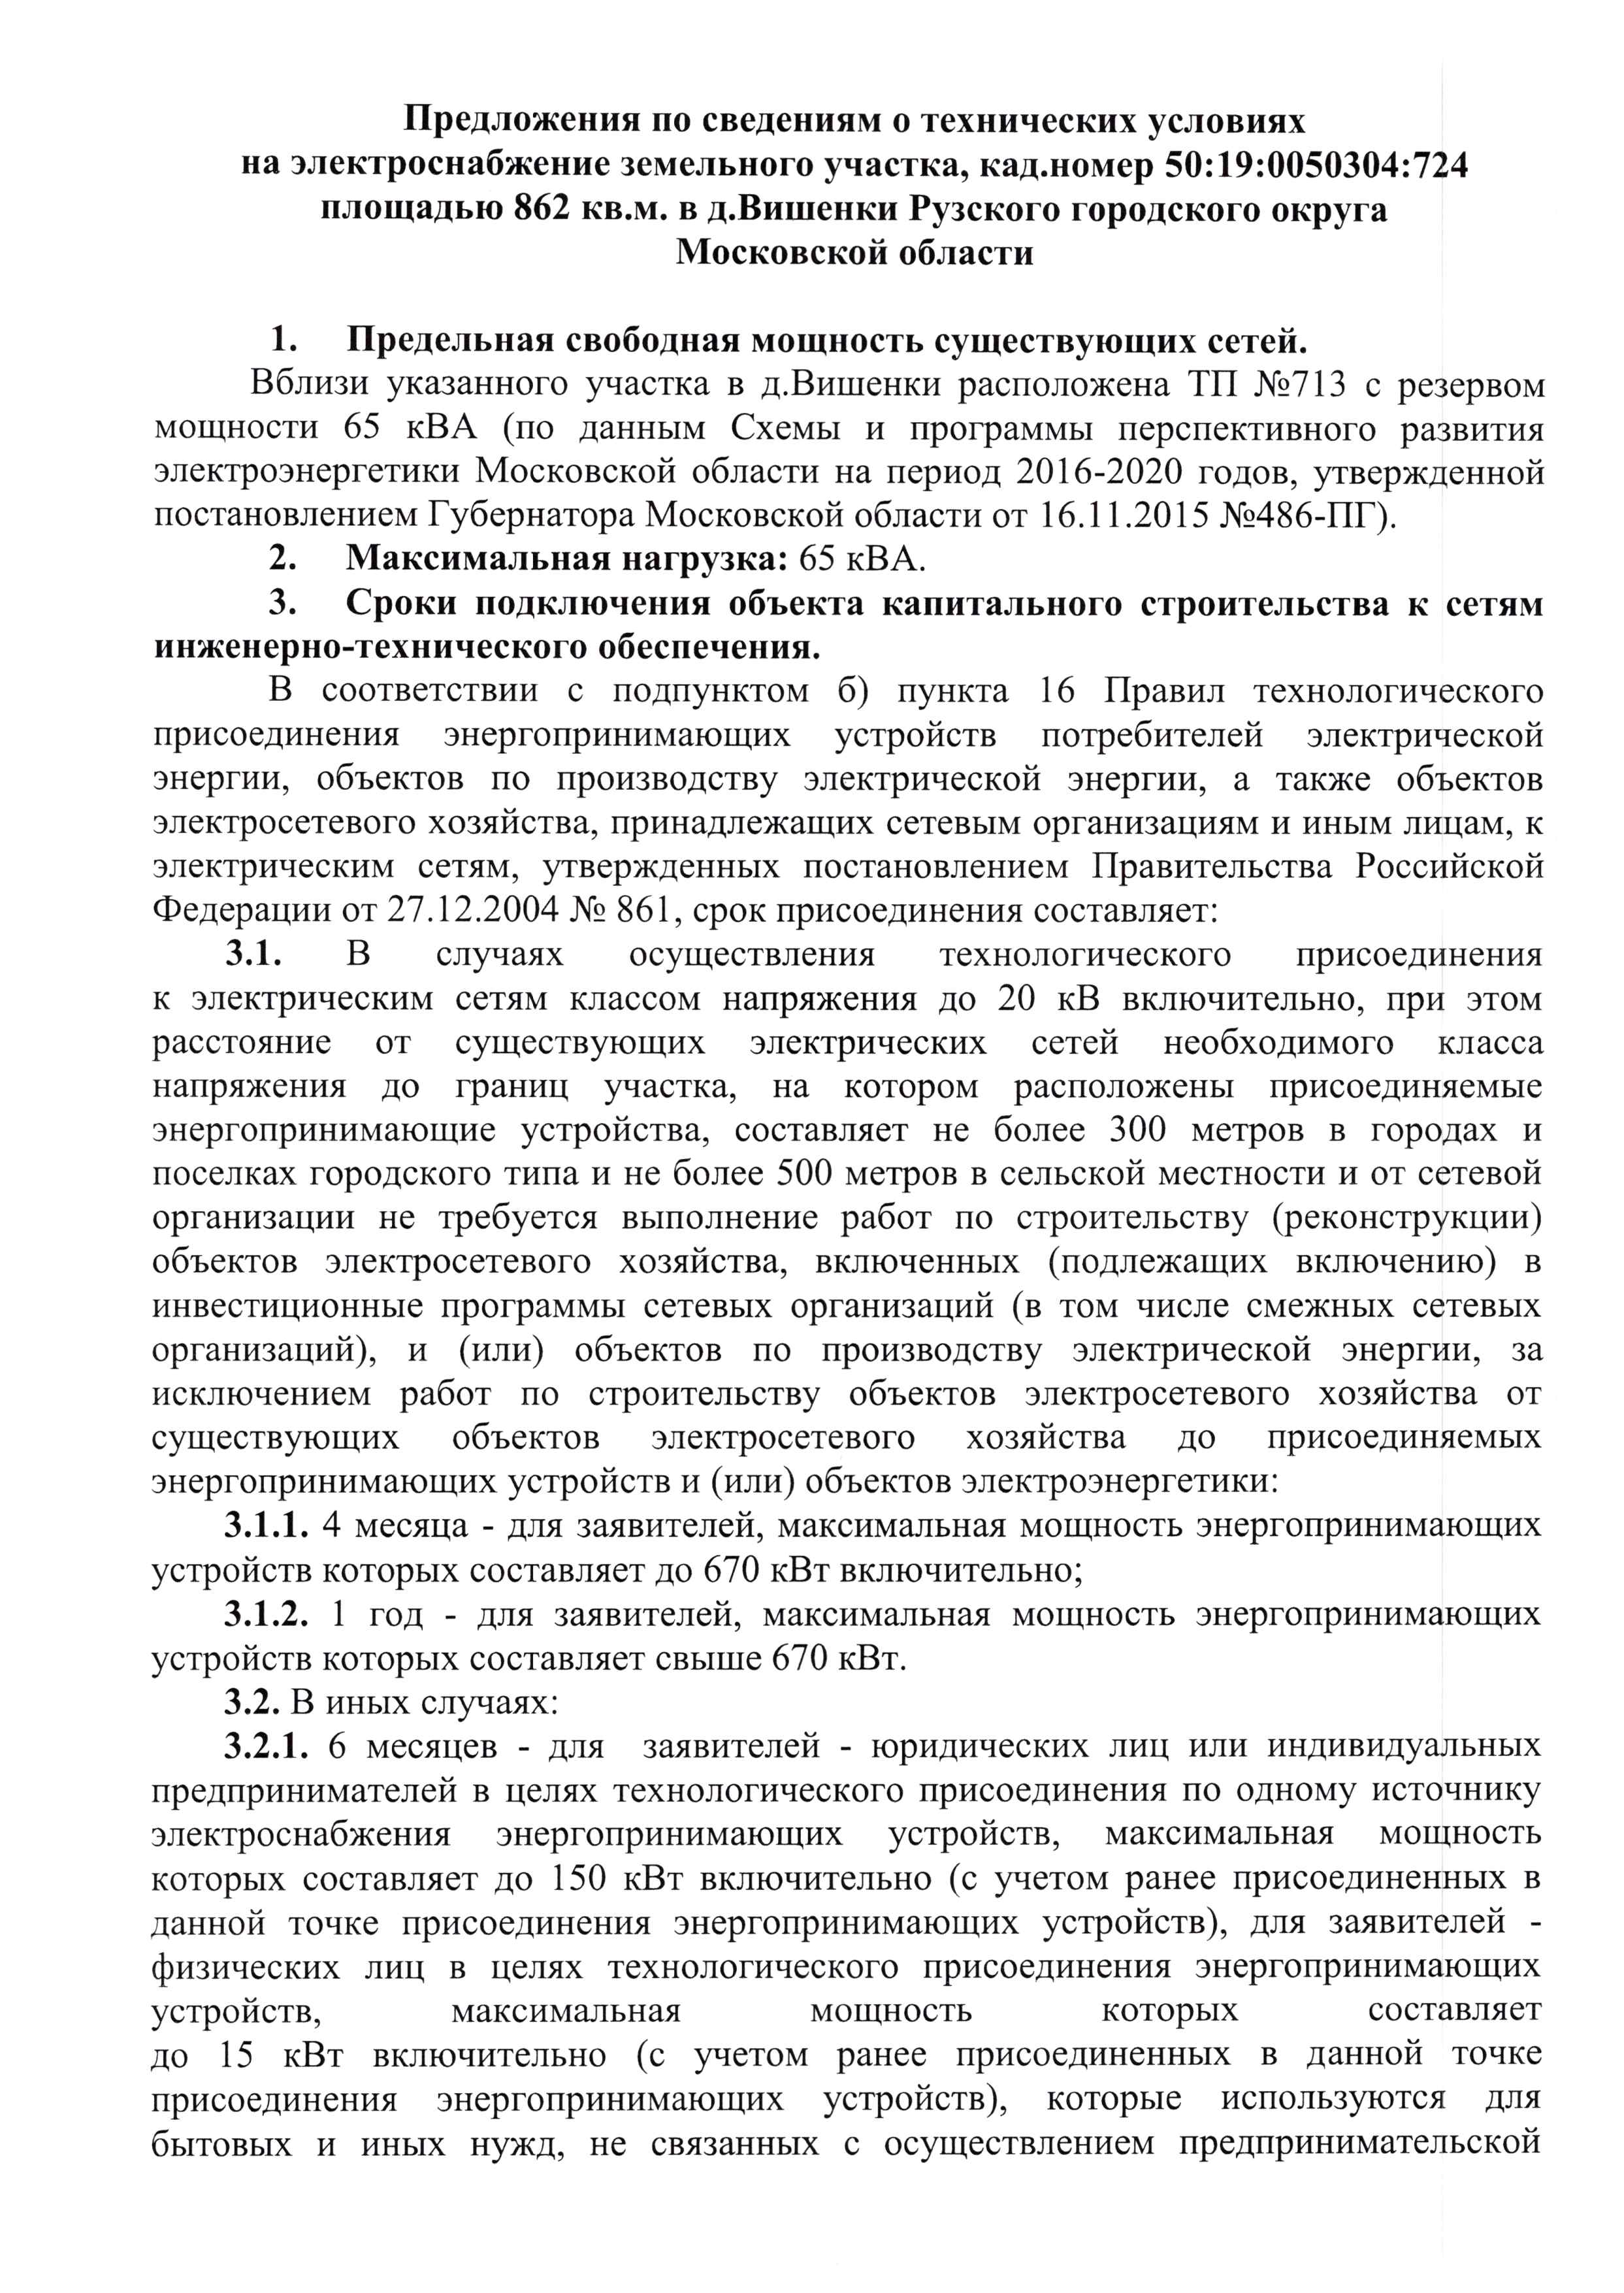 Предложения по сведениям о технических условиях
на электроснабжение земельного участка, кад.номер 50:19:0050304:724
площадью 862 кв.м. в д.Вишенки Рузского городского округа
Московской области
1. Предельная свободная мощность существующих сетей.
Вблизи указанного участка в д.Вишенки расположена ТП №713 с резервом
мощности 65 кВА (по данным Схемы и программы перспективного развития
электроэнергетики Московской области на период 2016-2020 годов, утвержденной
постановлением Губернатора Московской области от 16.11.2015 №486-ПГ).
2. Максимальная нагрузка: 65 кВА.
3. Сроки подключения объекта капитального строительства к сетям
инженерно-технического обеспечения.
В соответствии с подпунктом б) пункта 16 Правил технологического
присоединения энергопринимающих устройств потребителей электрической
энергии, объектов по производству электрической энергии, а также объектов
электросетевого хозяйства, принадлежащих сетевым организациям и иным лицам, к
электрическим сетям, утвержденных постановлением Правительства Российской
Федерации от 27.12.2004 № 861, срок присоединения составляет:
3.1. В случаях осуществления технологического присоединения
к электрическим сетям классом напряжения до 20 кВ включительно, при этом
расстояние от существующих электрических сетей необходимого класса
напряжения до границ участка, на котором расположены присоединяемые
энергопринимающие устройства, составляет не более 300 метров в городах и
поселках городского типа и не более 500 метров в сельской местности и от сетевой
организации не требуется выполнение работ по строительству (реконструкции)
объектов электросетевого хозяйства, включенных (подлежащих включению) в
инвестиционные программы сетевых организаций (в том числе смежных сетевых
организаций), и (или) объектов по производству электрической энергии, за
исключением работ по строительству объектов электросетевого хозяйства от
существующих объектов электросетевого хозяйства до присоединяемых
энергопринимающих устройств и (или) объектов электроэнергетики:
3.1.1. 4 месяца - для заявителей, максимальная мощность энергопринимающих
устройств которых составляет до 670 кВт включительно;
3.1.2. 1 год - для заявителей, максимальная мощность энергопринимающих
устройств которых составляет свыше 670 кВт.
3.2. В иных случаях:
3.2.1. 6 месяцев - для заявителей - юридических лиц или индивидуальных
предпринимателей в целях технологического присоединения по одному источнику
электроснабжения энергопринимающих устройств, максимальная мощность
которых составляет до 150 кВт включительно (с учетом ранее присоединенных в
данной точке присоединения энергопринимающих устройств), для заявителей -
физических лиц в целях технологического присоединения энергопринимающих
устройств, максимальная мощность которых составляет
до 15 кВт включительно (с учетом ранее присоединенных в данной точке
присоединения энергопринимающих устройств), которые используются для
бытовых и иных нужд, не связанных с осуществлением предпринимательской